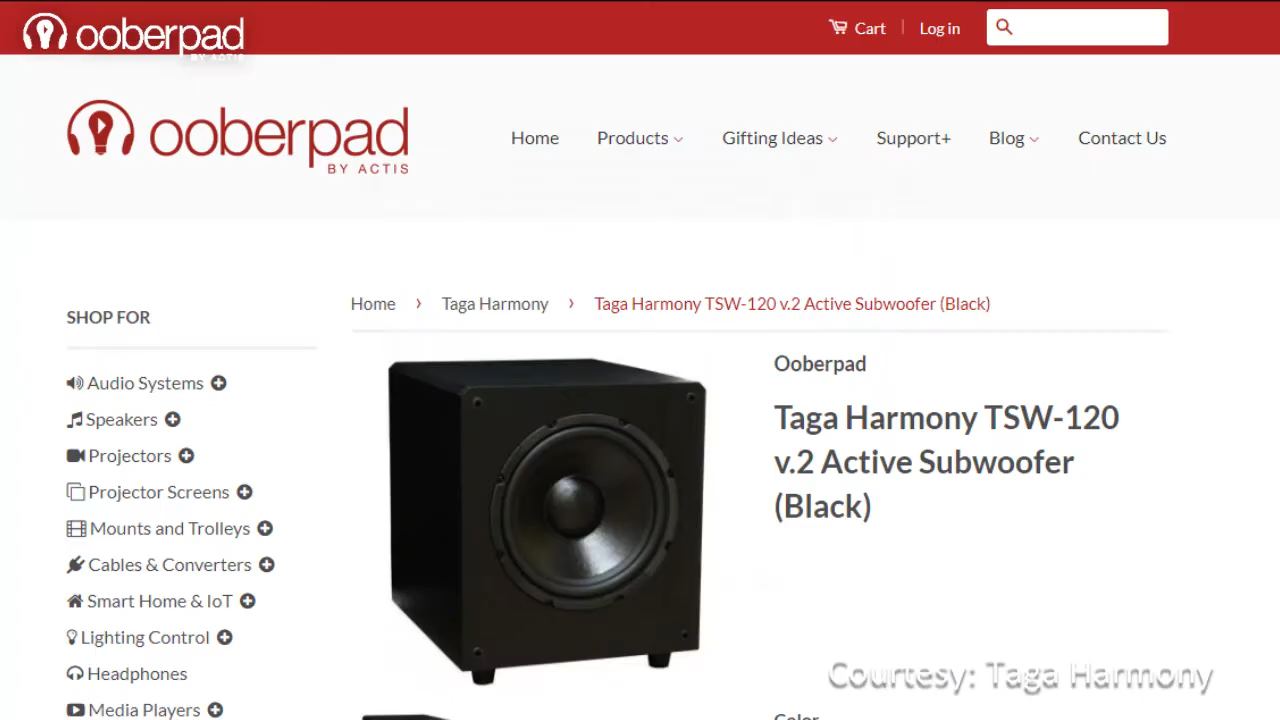 ooberpad
BY ACTIS
Cart
Log in
ooberpad
BY ACTIS
Home
Products
Gifting Ideas
Support+
Blog
Contact Us
Home › Taga Harmony › Taga Harmony TSW-120 v.2 Active Subwoofer (Black)
SHOP FOR
Audio Systems
Speakers
Projectors
Projector Screens
Mounts and Trolleys
Cables & Converters
Smart Home & IoT
Lighting Control
Headphones
Media Players
Ooberpad
Taga Harmony TSW-120
v.2 Active Subwoofer
(Black)
Courtesy: Taga Harmony
Color